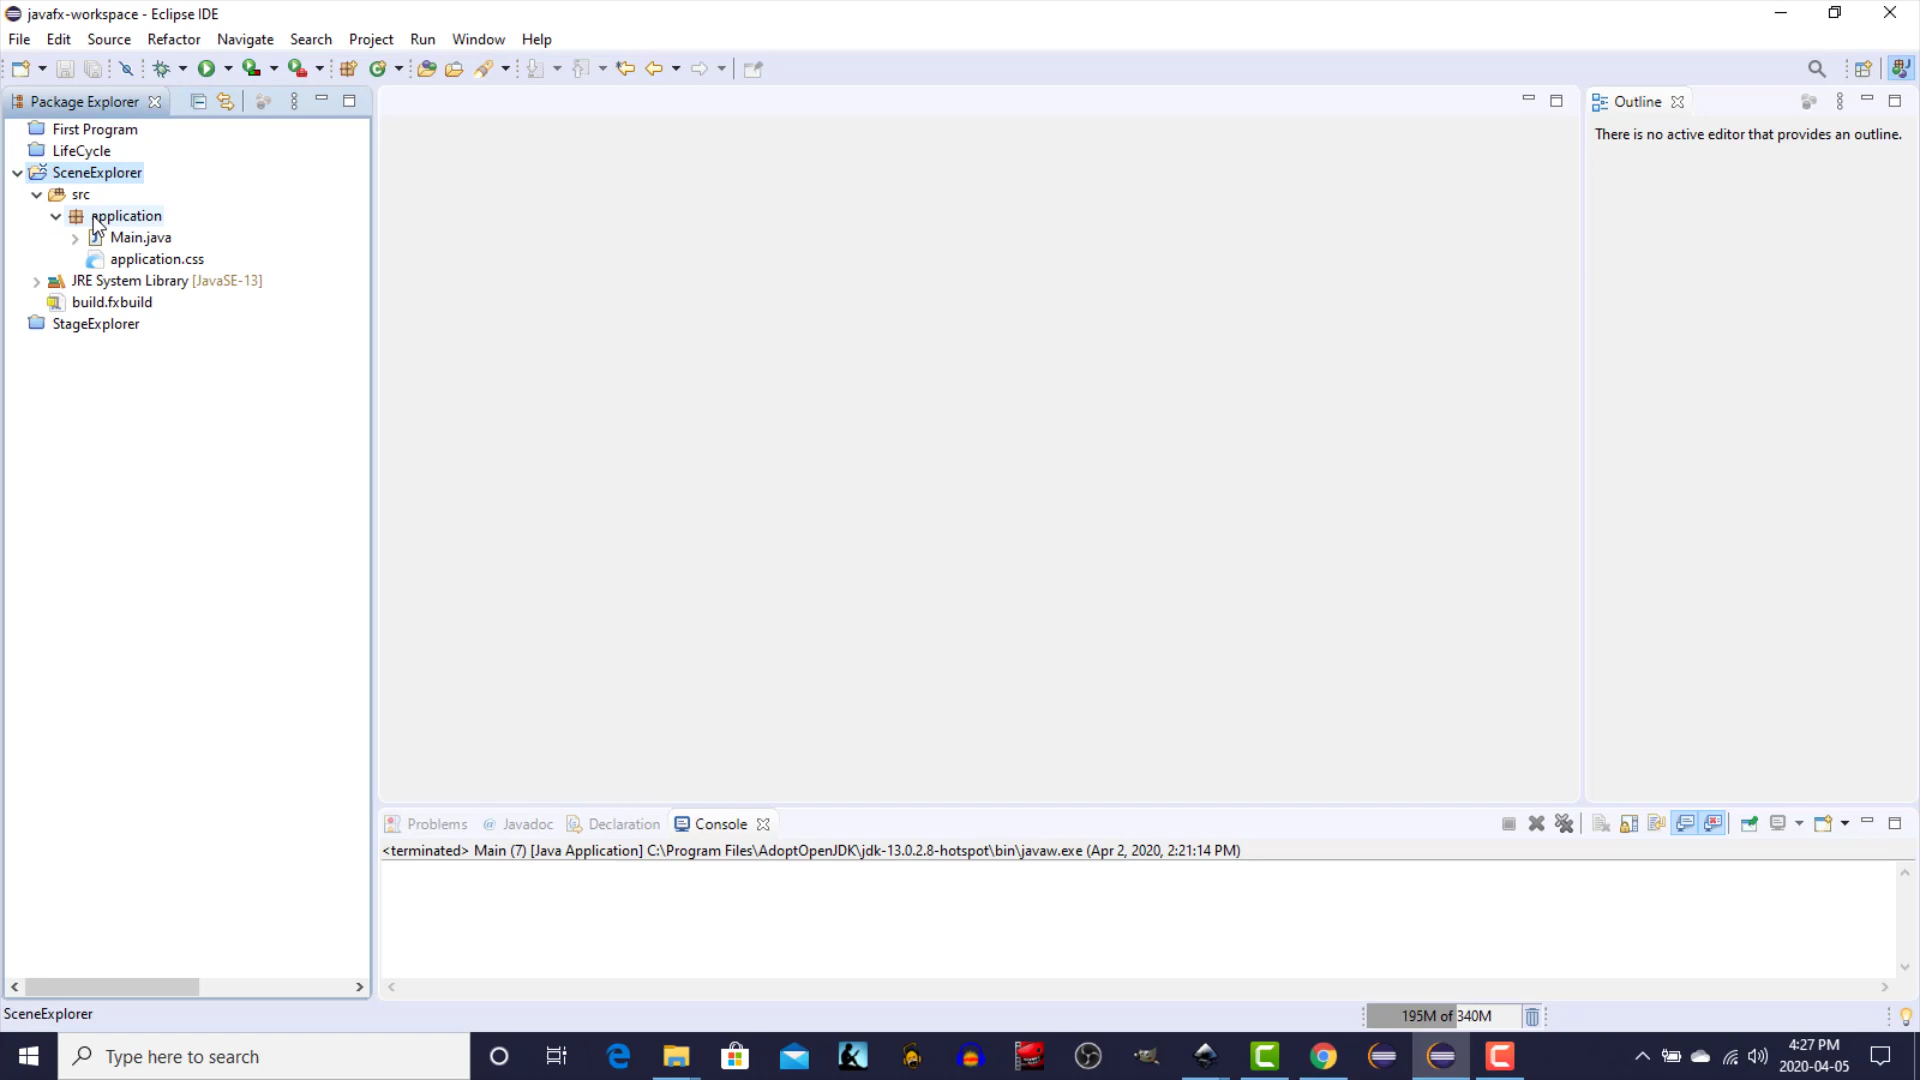 javafx-workspace - Eclipse IDE
File Edit Source Refactor Navigate Search Project Run Window Help
Package Explorer
Outline
First Program
There is no active editor that provides an outline.
LifeCycle
SceneExplorer
src
application
Main.java
application.css
JRE System Library [JavaSE-13]
build.fxbuild
StageExplorer
Problems @ Javadoc Declaration Console
<terminated> Main (7) [Java Application] C:\Program Files\AdoptOpenJDK\jdk-13.0.2.8-hotspot\bin\javaw.exe (Apr 2, 2020, 2:21:14 PM)
SceneExplorer
195M of 340M
Type here to search
4:27 PM
2020-04-05